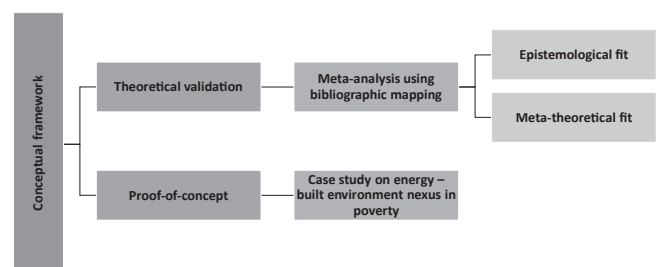 Conceptual framework
Theoretical validation
Meta-analysis using
bibliographic mapping
Epistemological fit
Meta-theoretical fit
Proof-of-concept
Case study on energy –
built environment nexus in
poverty